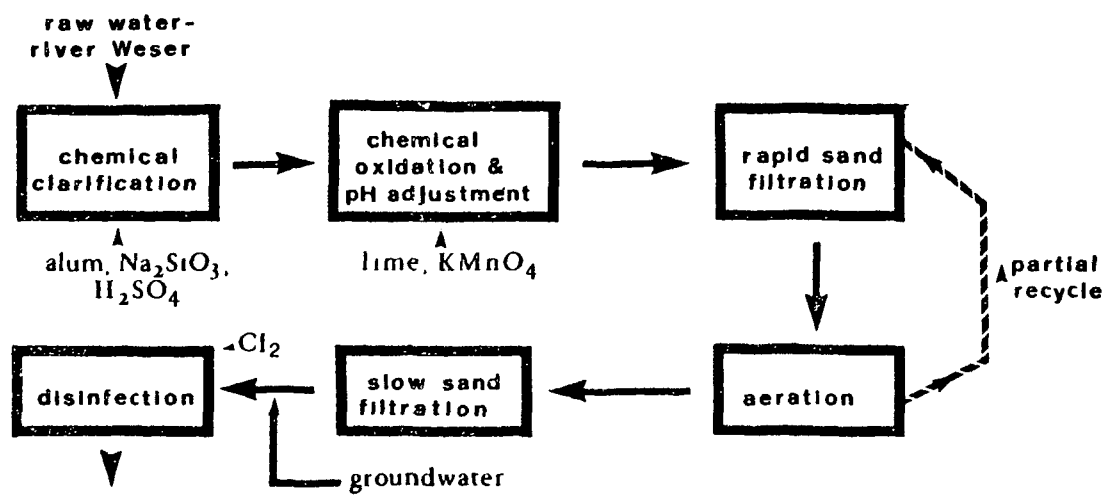 raw water-
river Weser
chemical
clarification
alum, Na₂SiO₃,
H₂SO₄
chemical
oxidation &
pH adjustment
lime, KMnO₄
rapid sand
filtration
partial
recycle
aeration
slow sand
filtration
groundwater
Cl₂
disinfection